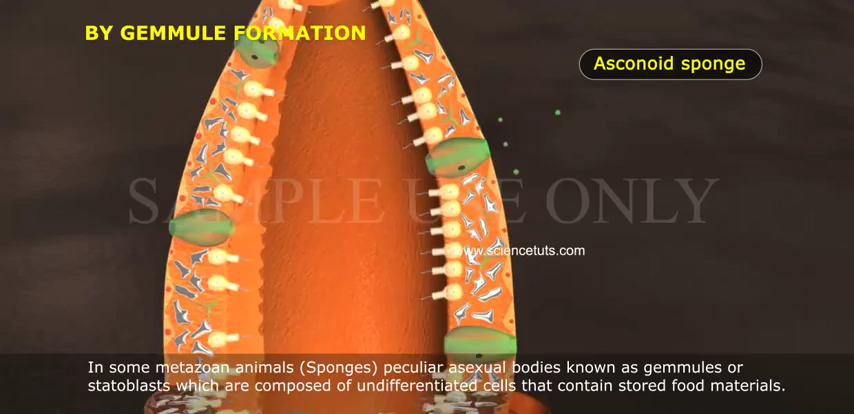 BY GEMMULE FORMATION
Asconoid sponge
SAMPLE USE ONLY
www.sciencetuts.com
In some metazoan animals (Sponges) peculiar asexual bodies known as gemmules or
statoblasts which are composed of undifferentiated cells that contain stored food materials.